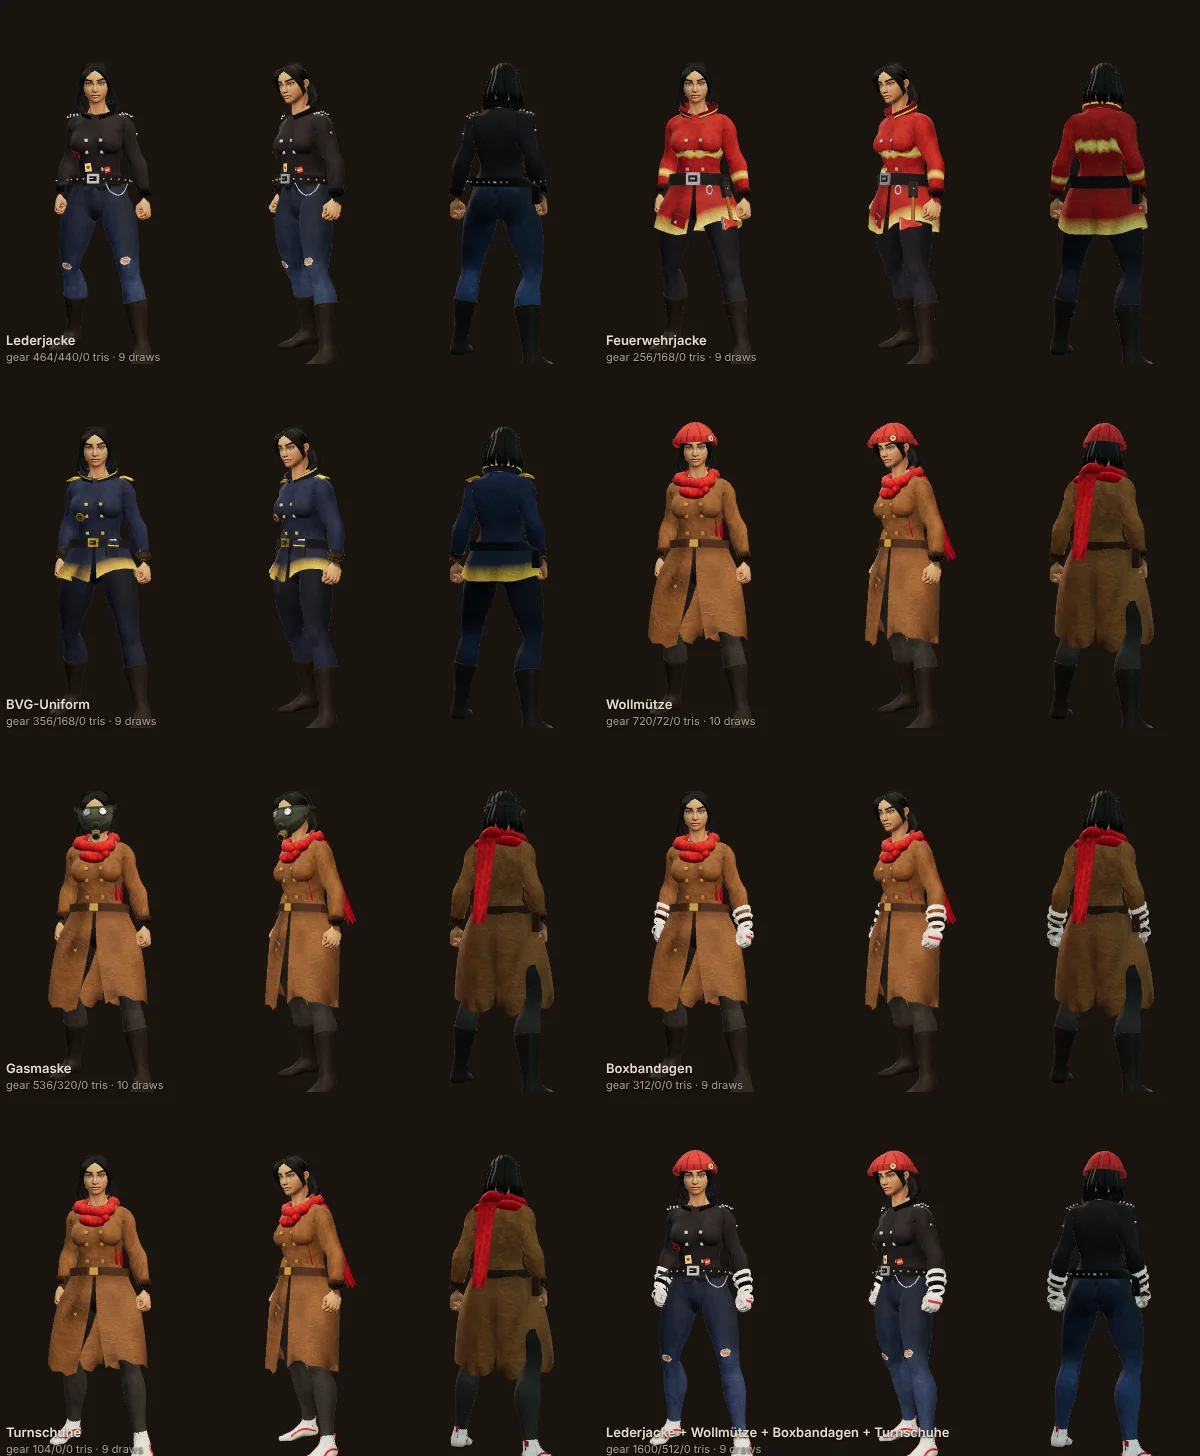 Lederjacke
gear 464/440/0 tris · 9 draws
Feuerwehrjacke
gear 256/168/0 tris · 9 draws
BVG-Uniform
gear 356/168/0 tris · 9 draws
Wollmütze
gear 720/72/0 tris · 10 draws
Gasmaske
gear 536/320/0 tris · 10 draws
Boxbandagen
gear 312/0/0 tris · 9 draws
Turnschuhe
gear 104/0/0 tris · 9 draws
Lederjacke + Wollmütze + Boxbandagen + Turnschuhe
gear 1600/512/0 tris · 9 draws